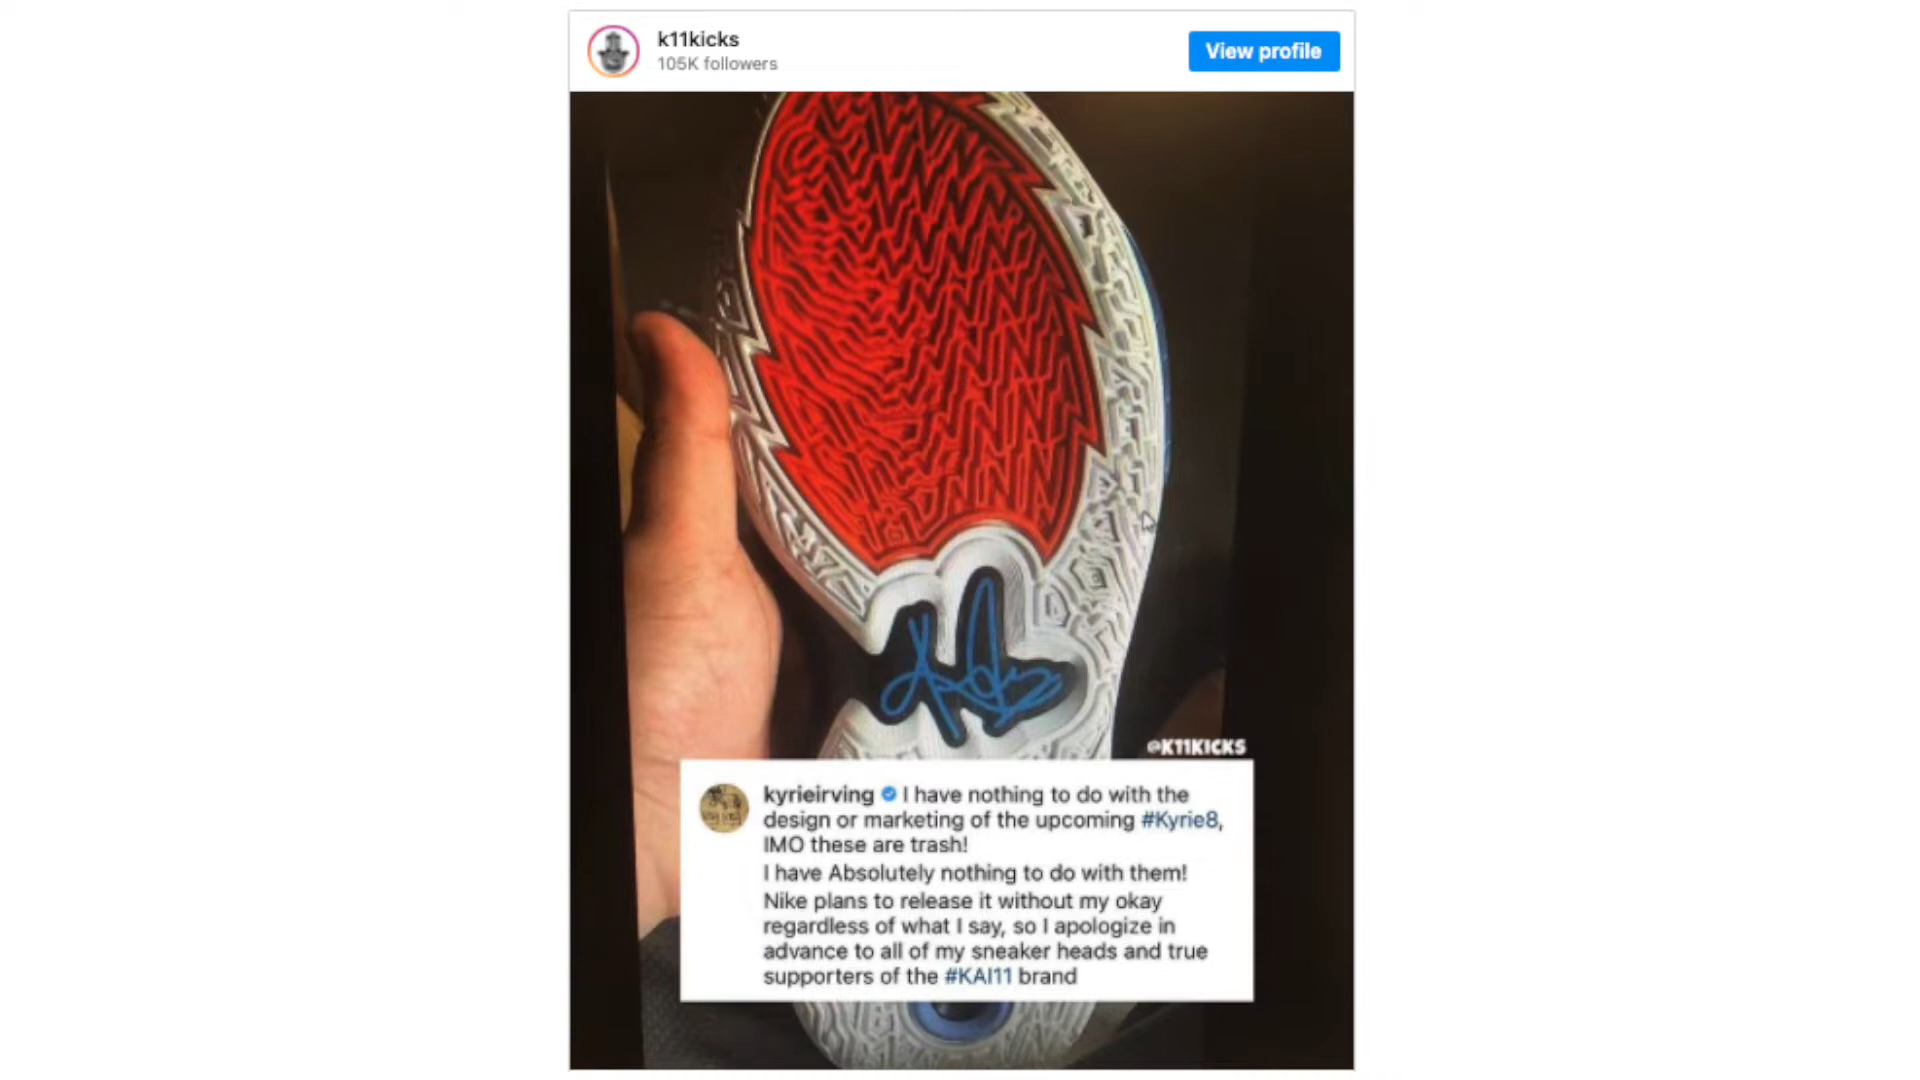 k11kicks
105K followers
View profile
@K11KICKS
kyrieirving I have nothing to do with the
design or marketing of the upcoming #Kyrie8,
IMO these are trash!
I have Absolutely nothing to do with them!
Nike plans to release it without my okay
regardless of what I say, so I apologize in
advance to all of my sneaker heads and true
supporters of the #KAI11 brand